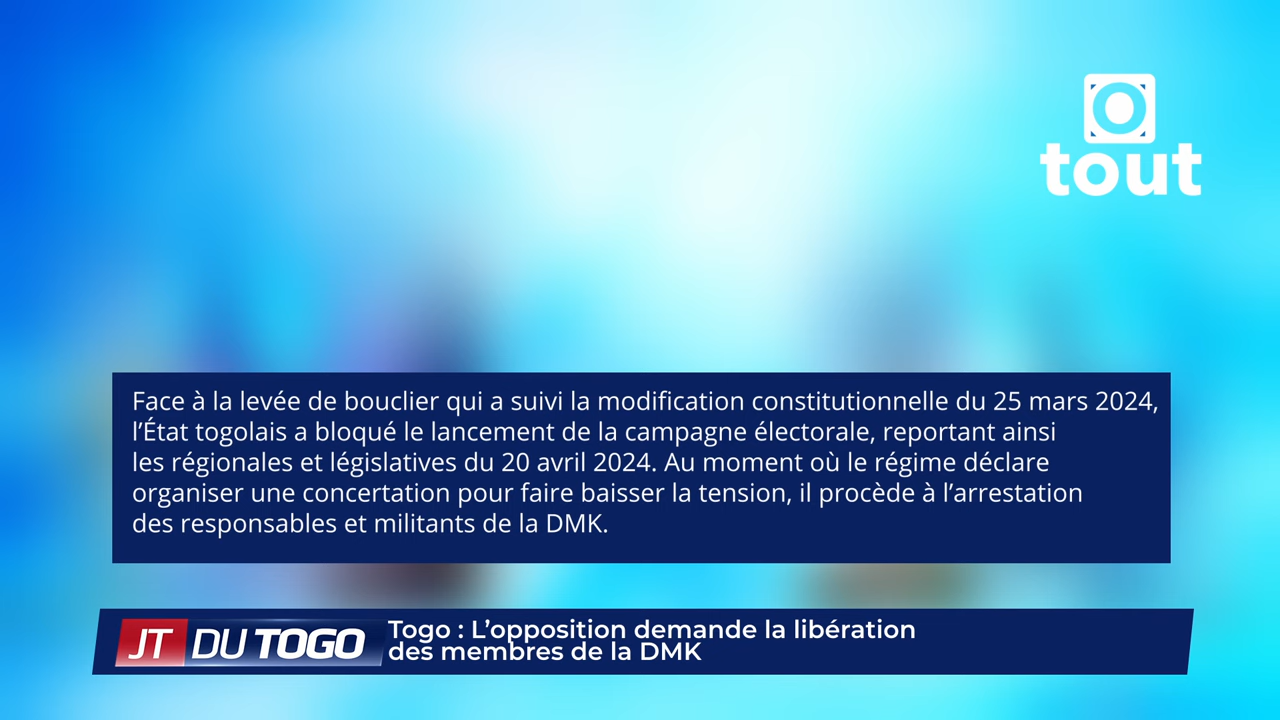 O
tout
Face à la levée de bouclier qui a suivi la modification constitutionnelle du 25 mars 2024,
l’État togolais a bloqué le lancement de la campagne électorale, reportant ainsi
les régionales et législatives du 20 avril 2024. Au moment où le régime déclare
organiser une concertation pour faire baisser la tension, il procède à l’arrestation
des responsables et militants de la DMK.
JT DU TOGO
Togo : L’opposition demande la libération
des membres de la DMK